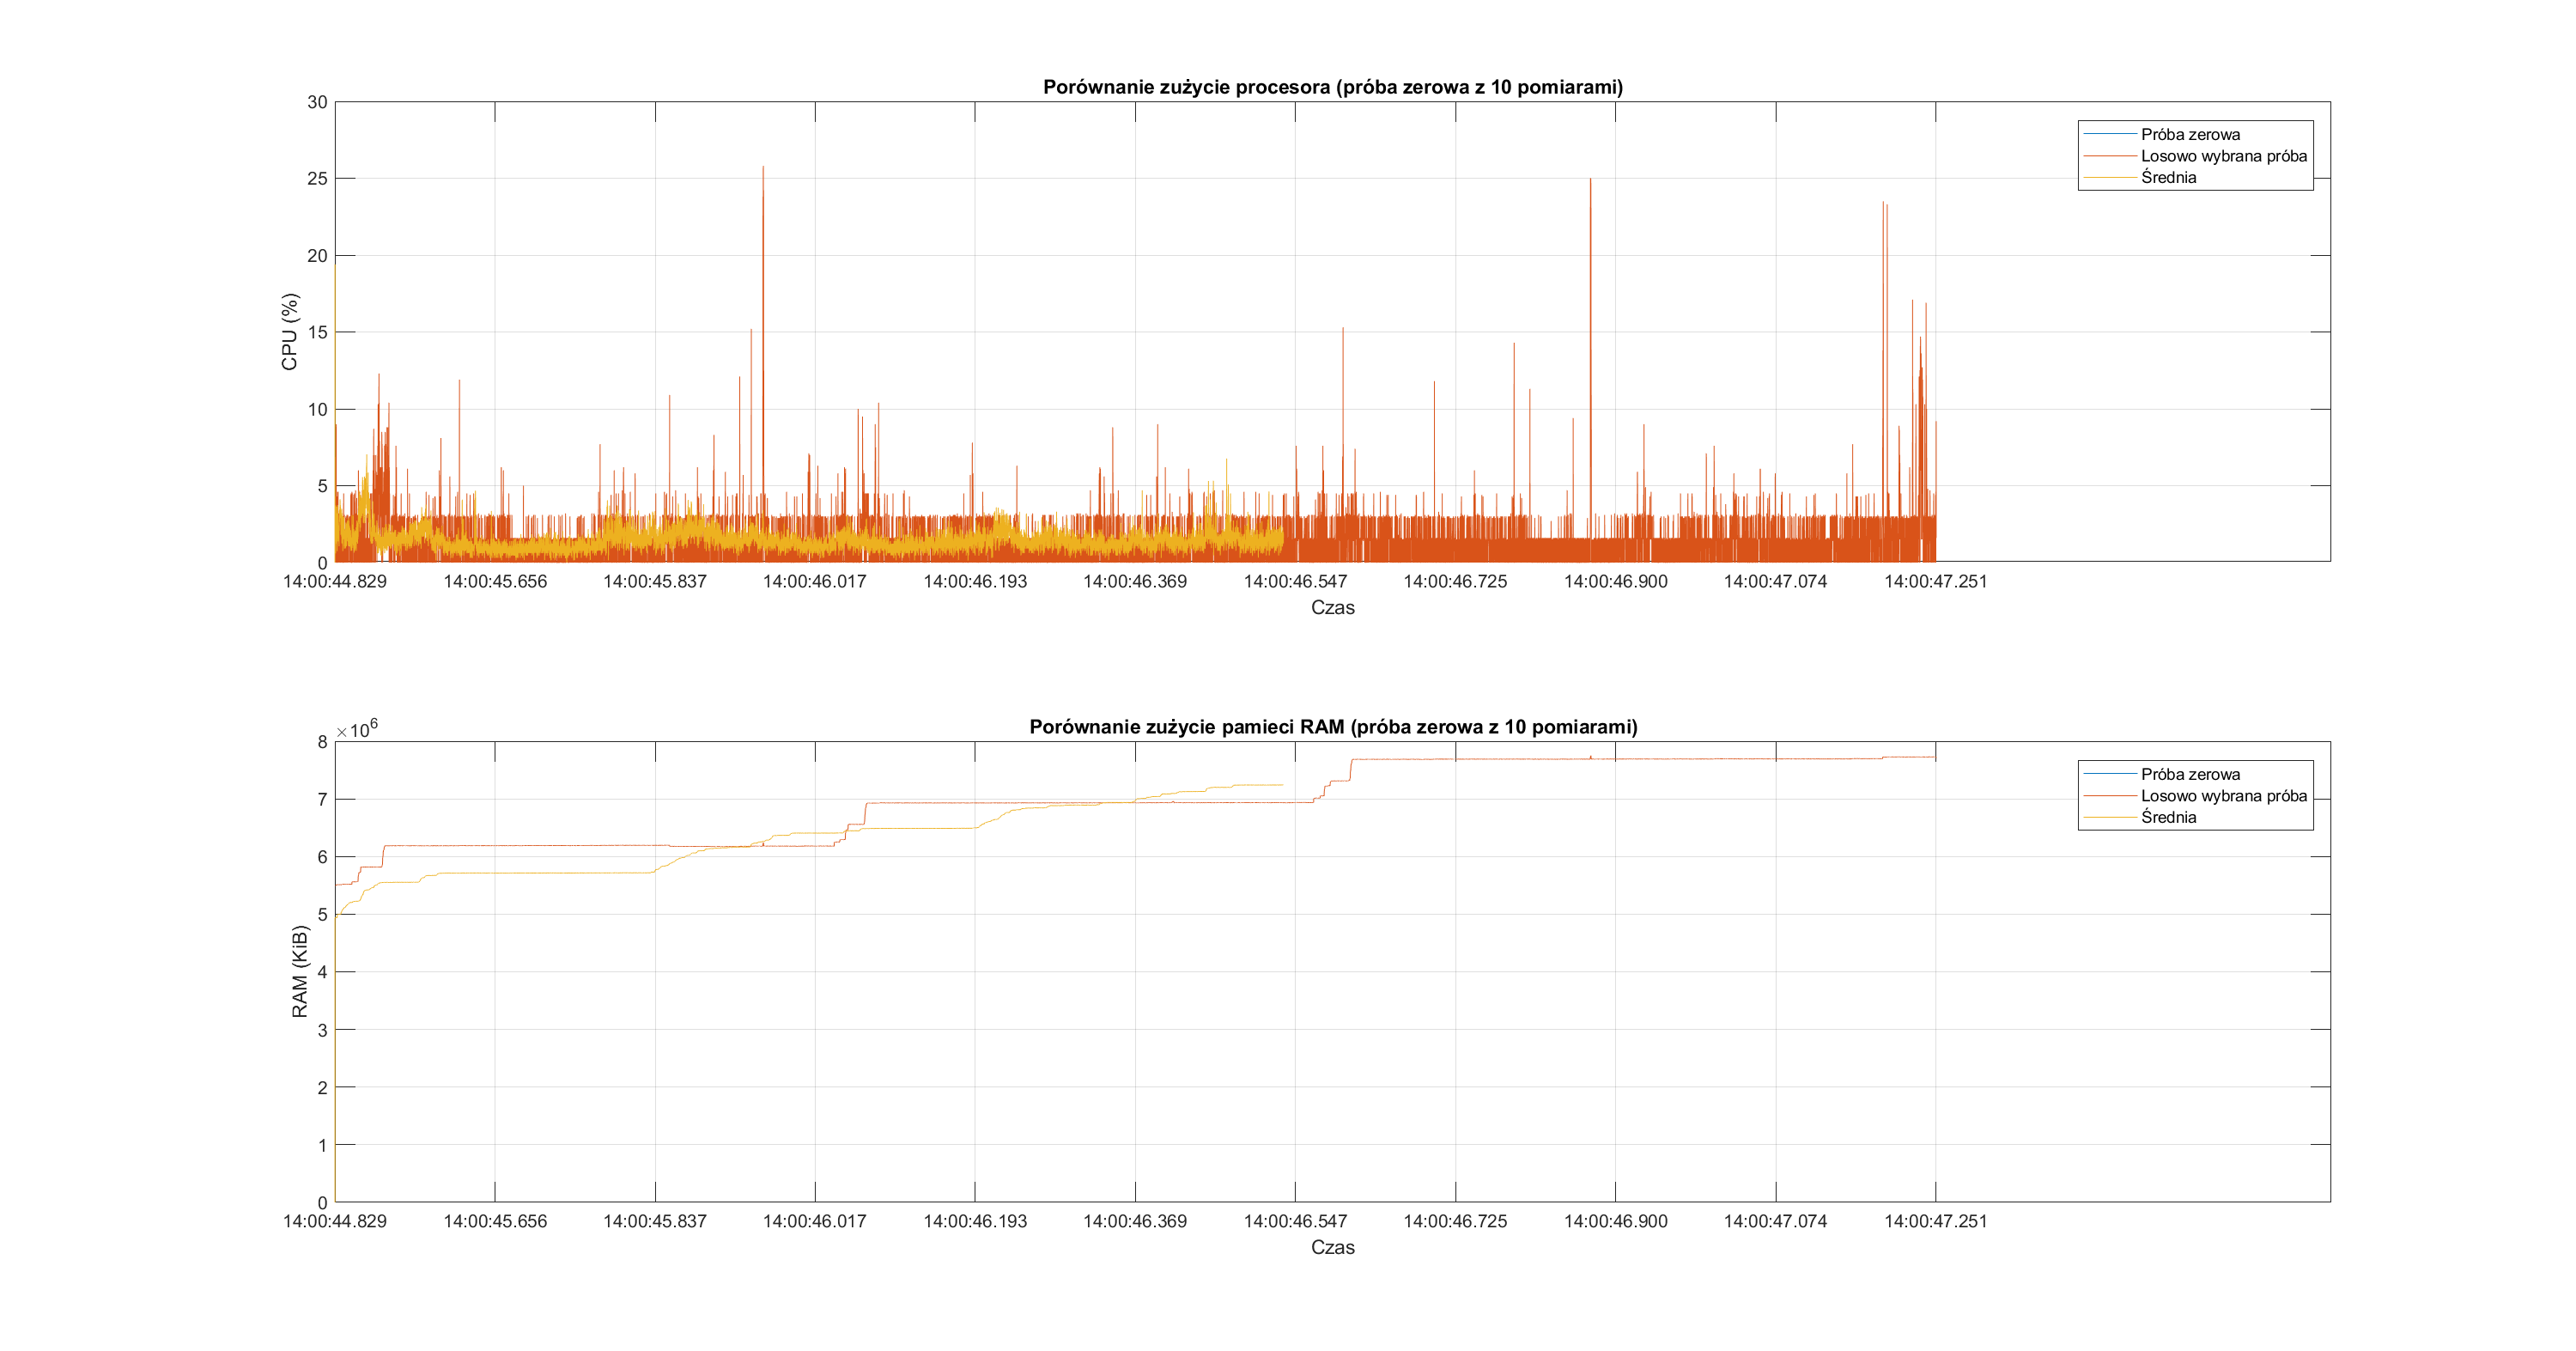 Porównanie zużycie procesora (próba zerowa z 10 pomiarami)
30
25
20
15
10
5
0
CPU (%)
Próba zerowa
Losowo wybrana próba
Średnia
14:00:44.829 14:00:45.656 14:00:45.837 14:00:46.017 14:00:46.193 14:00:46.369 14:00:46.547 14:00:46.725 14:00:46.900 14:00:47.074 14:00:47.251
Czas
Porównanie zużycie pamieci RAM (próba zerowa z 10 pomiarami)
×10⁶
8
7
6
5
4
3
2
1
0
RAM (KiB)
Próba zerowa
Losowo wybrana próba
Średnia
14:00:44.829 14:00:45.656 14:00:45.837 14:00:46.017 14:00:46.193 14:00:46.369 14:00:46.547 14:00:46.725 14:00:46.900 14:00:47.074 14:00:47.251
Czas